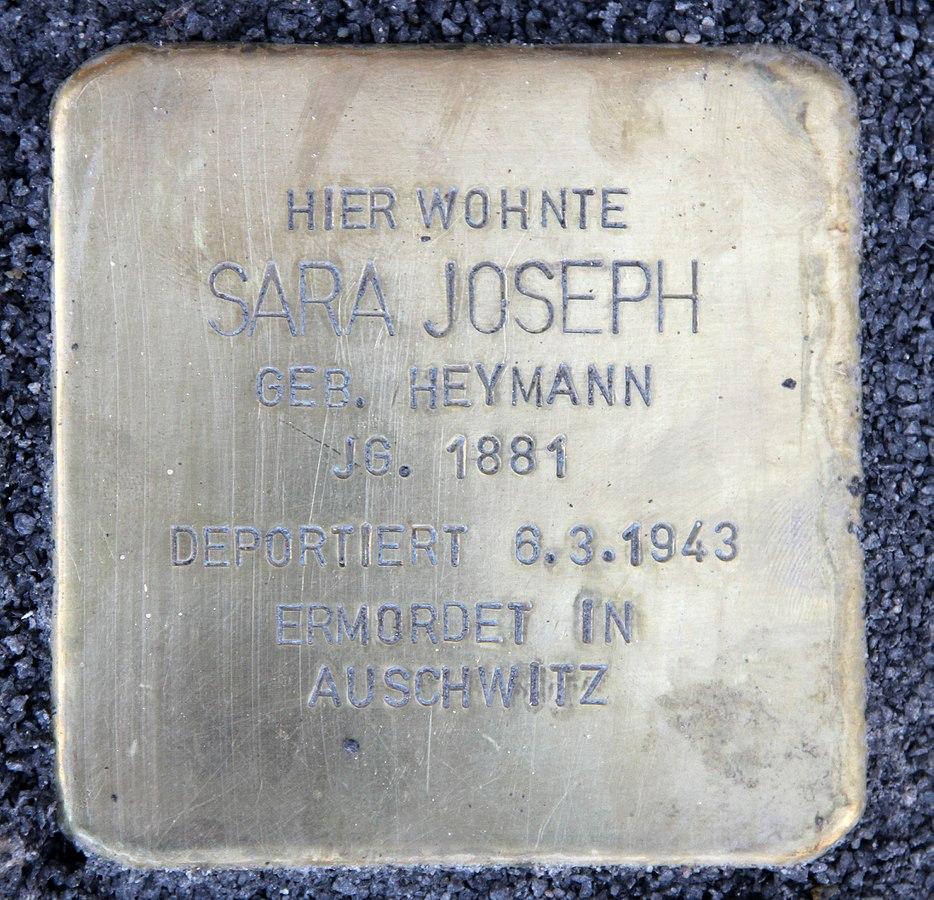 HIER WOHNTE
SARA JOSEPH
GEB. HEYMANN
JG. 1881
DEPORTIERT 6.3.1943
ERMORDET IN
AUSCHWITZ